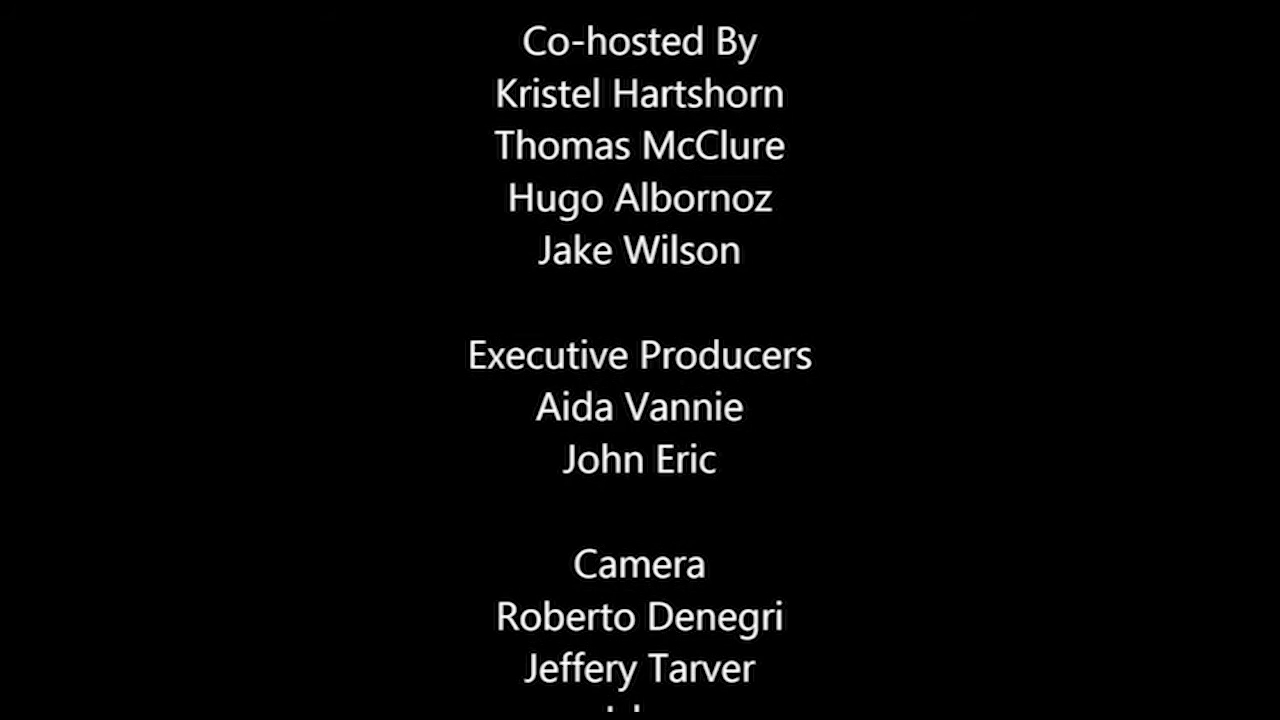 Co-hosted By
Kristel Hartshorn
Thomas McClure
Hugo Albornoz
Jake Wilson
Executive Producers
Aida Vannie
John Eric
Camera
Roberto Denegri
Jeffery Tarver